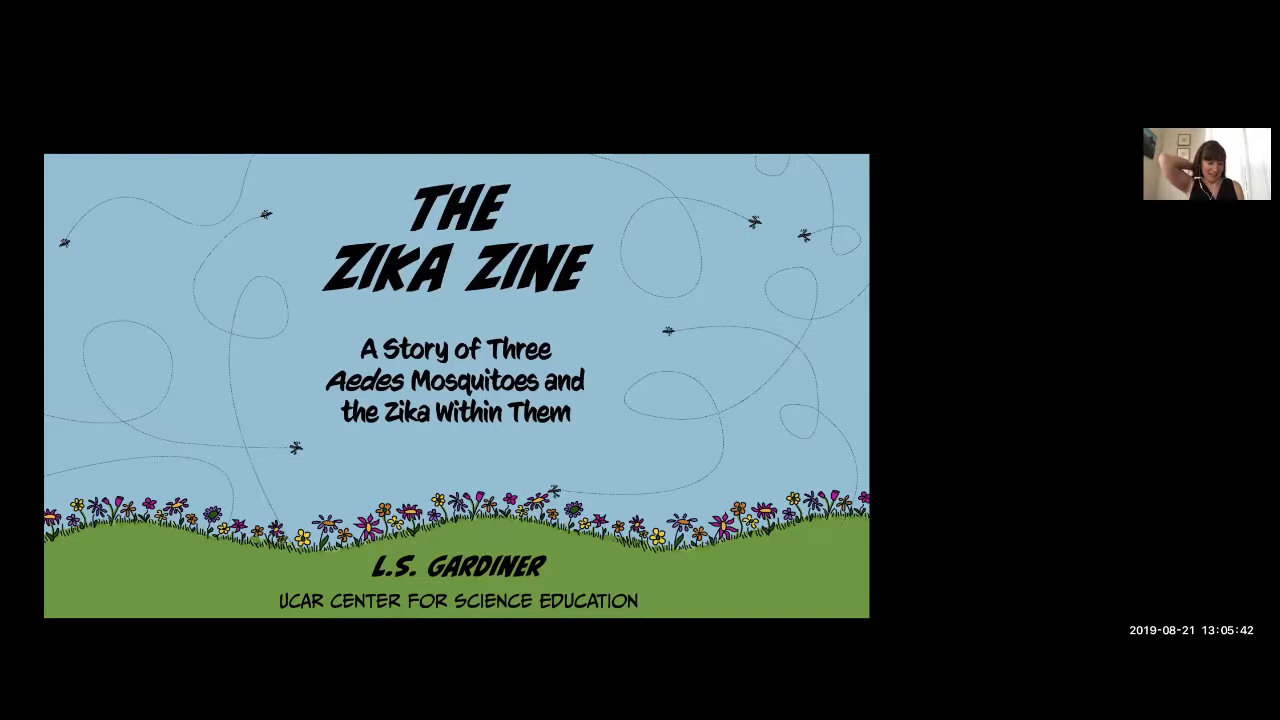 THE
ZIKA ZINE
A Story of Three
Aedes Mosquitoes and
the Zika Within Them
L.S. GARDINER
UCAR CENTER FOR SCIENCE EDUCATION
2019-08-21 13:05:42